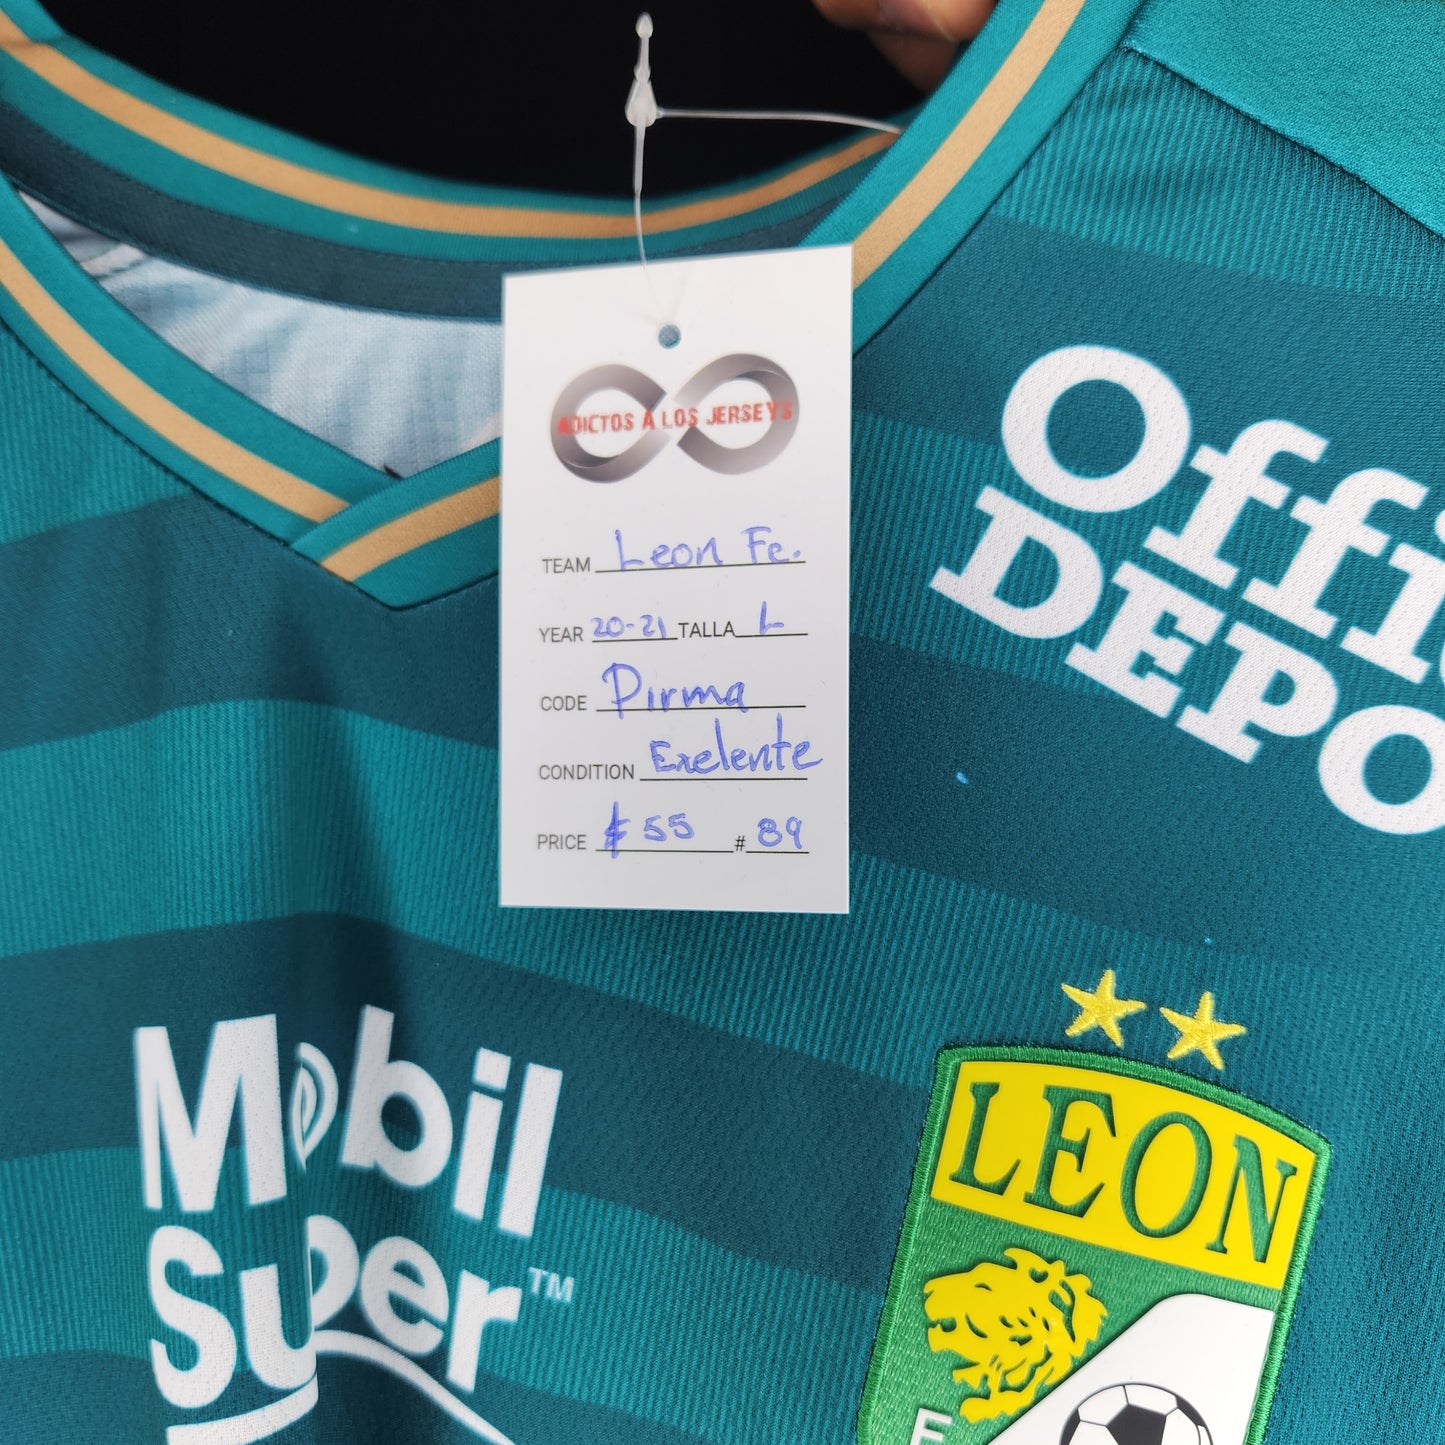 ADICTOS A LOS JERSEYS
TEAM Leon Fe.
YEAR 20-21 TALLA L
CODE Pirma
CONDITION Exelente
PRICE $ 55 # 89
Offi
DEPO
Mobil
Super™
LEON
F